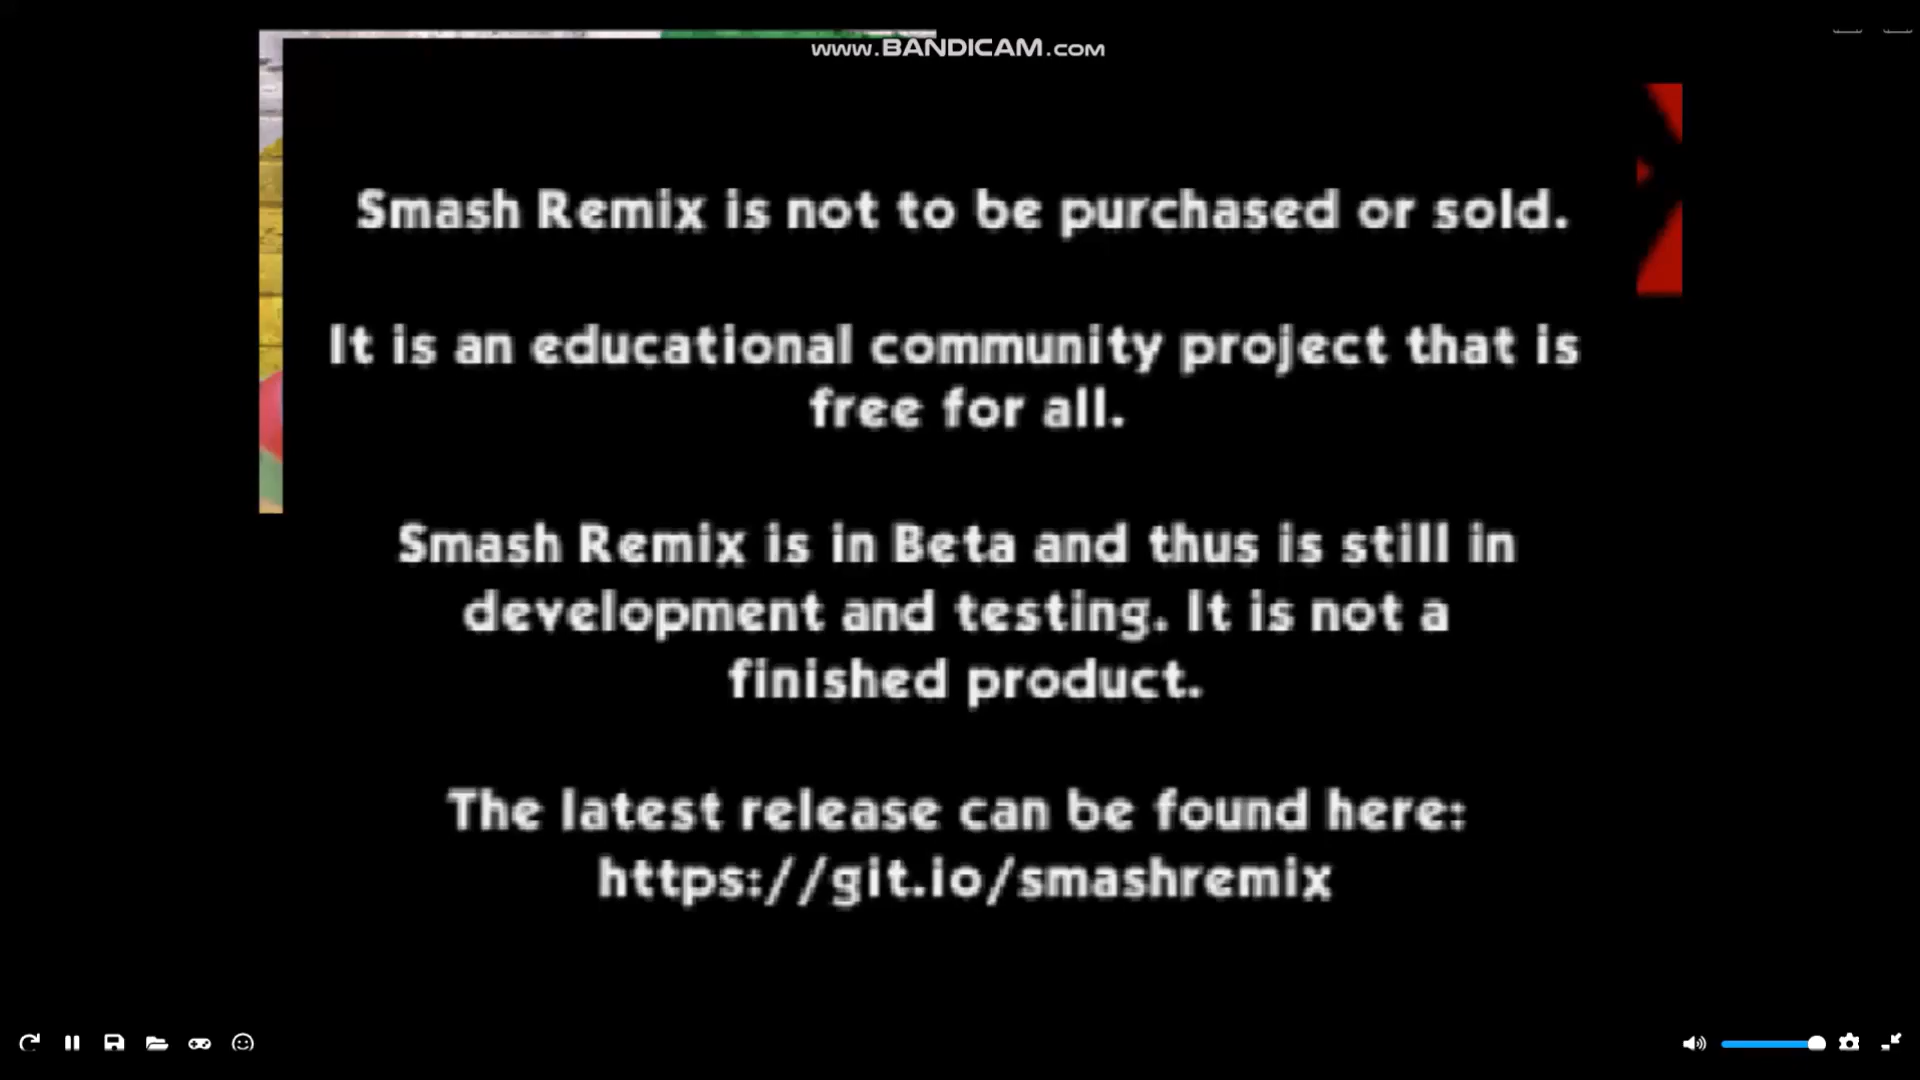 www.BANDICAM.com
Smash Remix is not to be purchased or sold.
It is an educational community project that is
free for all.
Smash Remix is in Beta and thus is still in
development and testing. It is not a
finished product.
The latest release can be found here:
https://git.io/smashremix